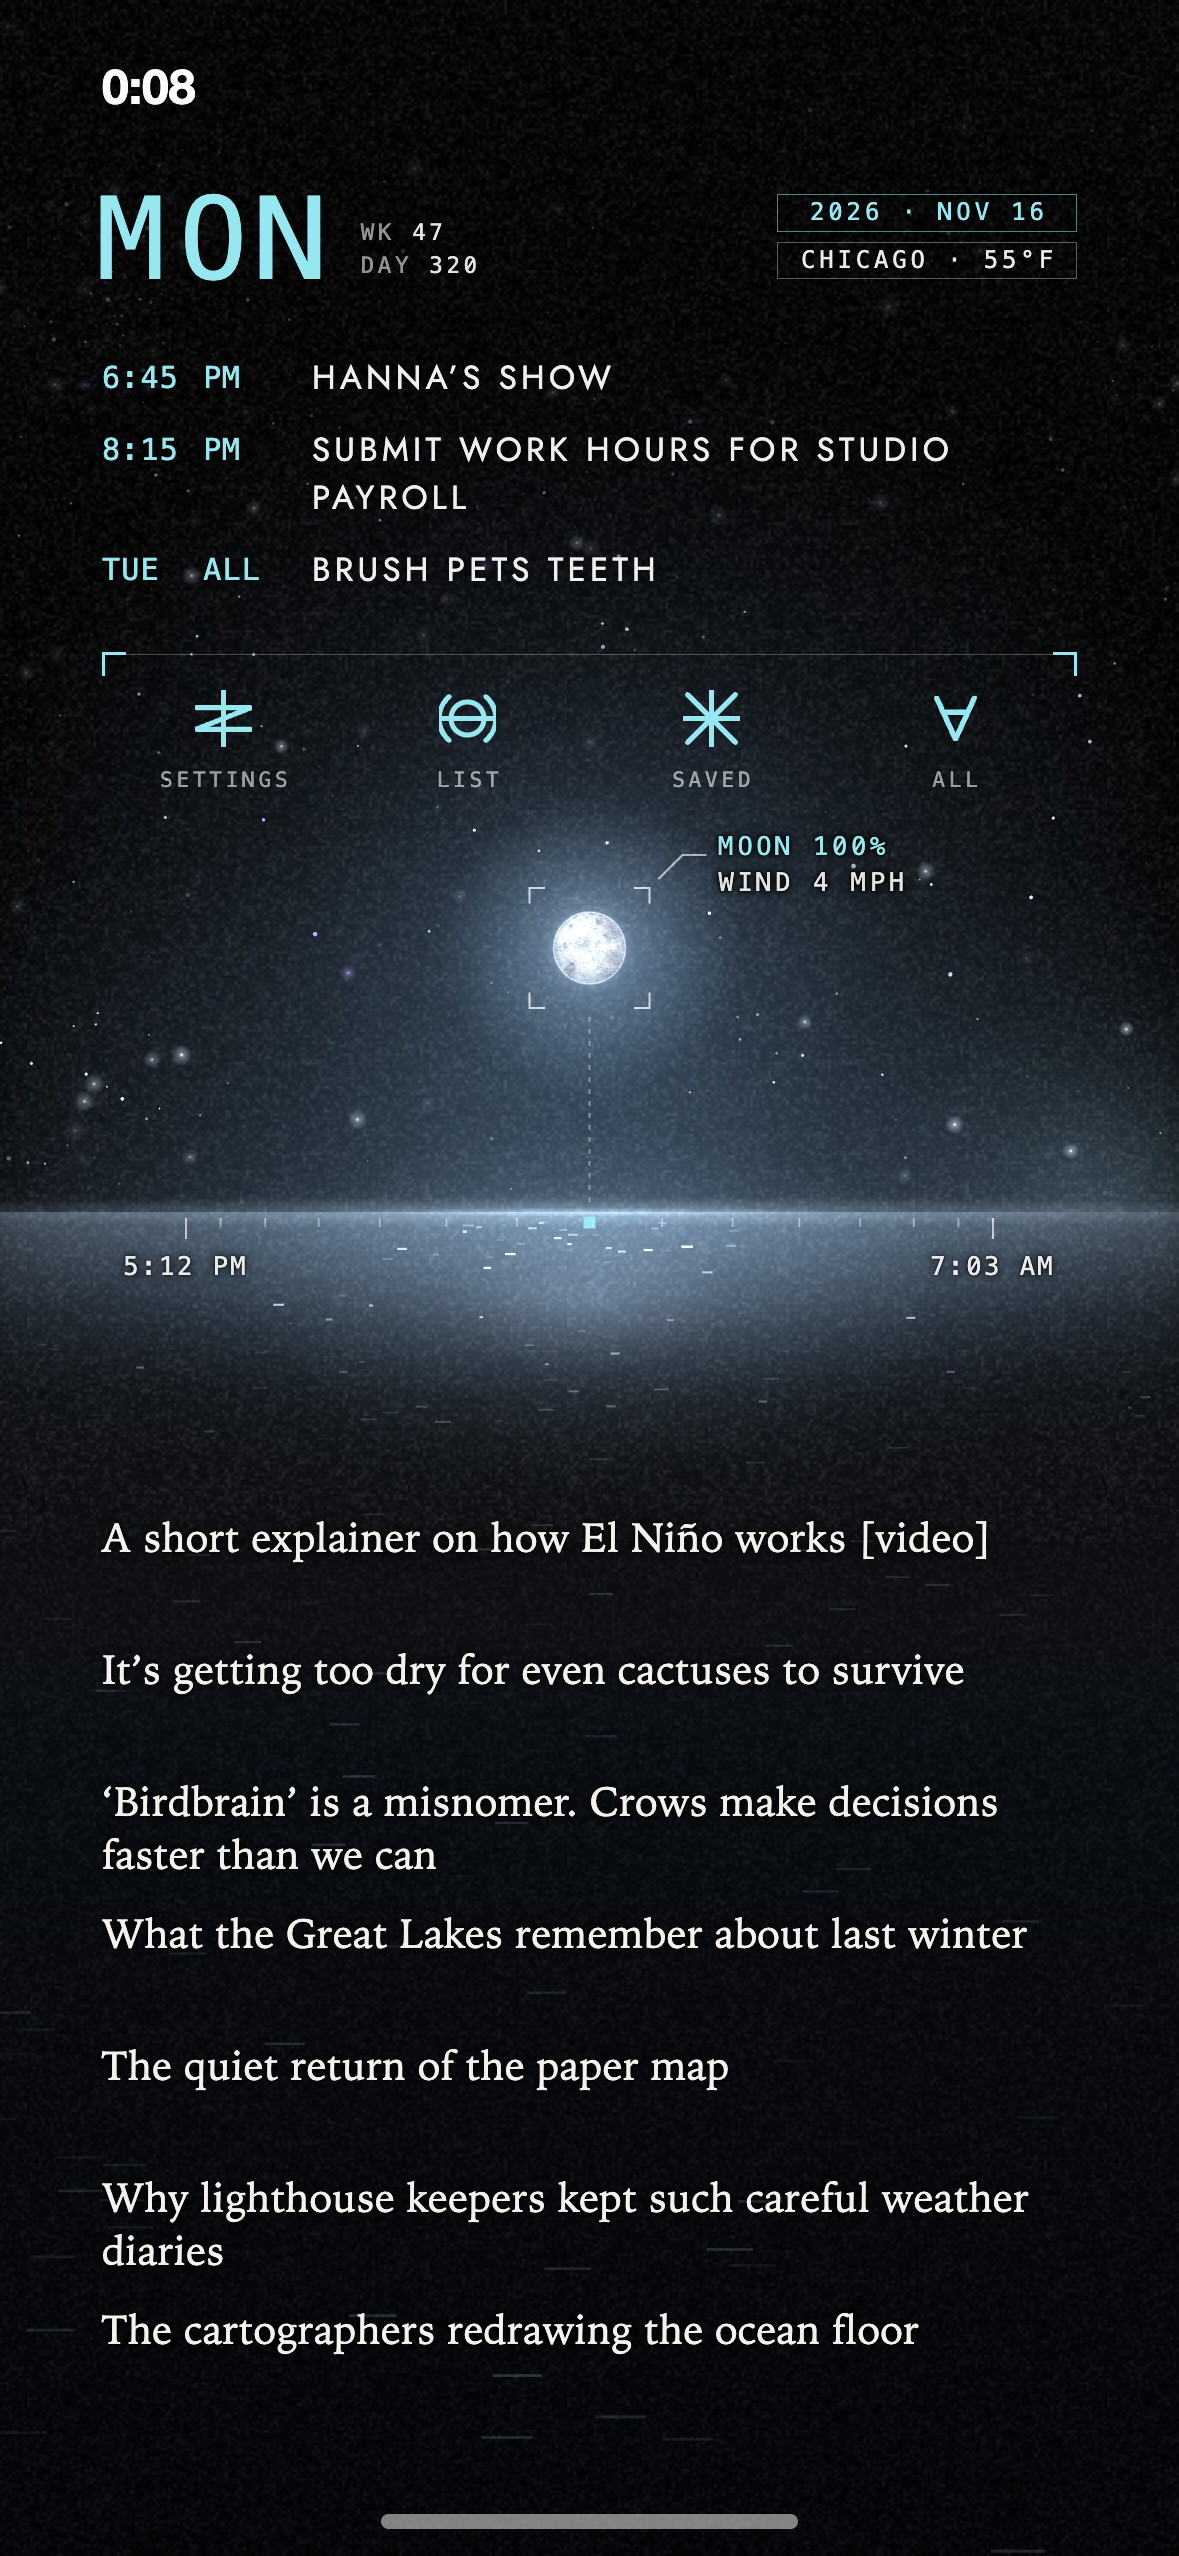 0:08
MON
WK 47
DAY 320
2026 · NOV 16
CHICAGO · 55°F
6:45 PM HANNA’S SHOW
8:15 PM SUBMIT WORK HOURS FOR STUDIO
PAYROLL
TUE ALL BRUSH PETS TEETH
SETTINGS LIST SAVED ALL
MOON 100%
WIND 4 MPH
5:12 PM 7:03 AM
A short explainer on how El Niño works [video]
It’s getting too dry for even cactuses to survive
‘Birdbrain’ is a misnomer. Crows make decisions
faster than we can
What the Great Lakes remember about last winter
The quiet return of the paper map
Why lighthouse keepers kept such careful weather
diaries
The cartographers redrawing the ocean floor